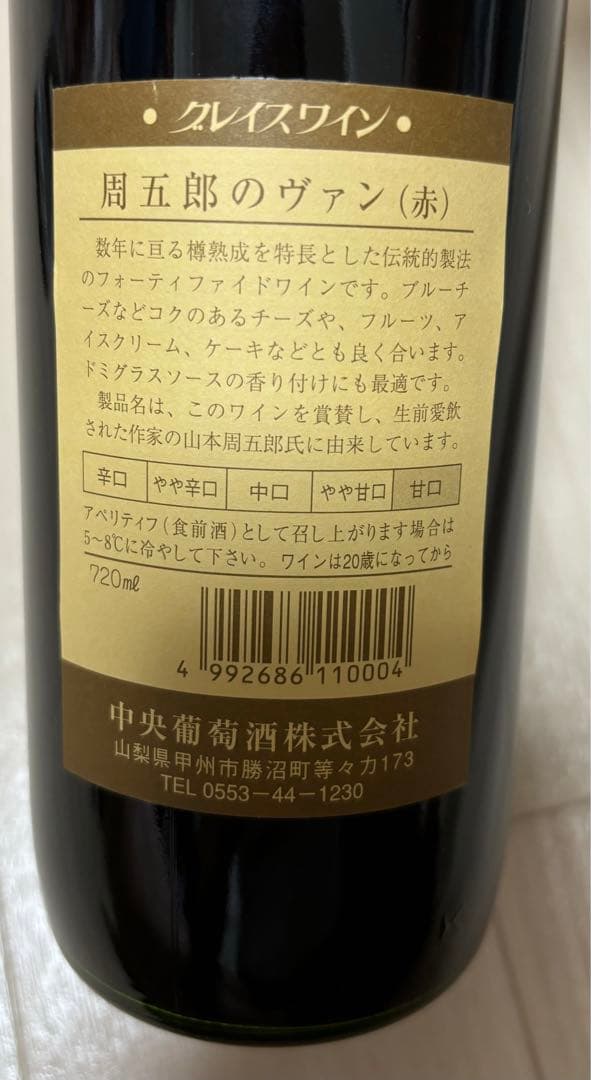 ・グレイスワイン・
周五郎のヴァン(赤)
数年に亘る樽熟成を特長とした伝統的製法
のフォーティファイドワインです。ブルーチ
ーズなどコクのあるチーズや、フルーツ、ア
イスクリーム、ケーキなどとも良く合います。
ドミグラスソースの香り付けにも最適です。
製品名は、このワインを賞賛し、生前愛飲
された作家の山本周五郎氏に由来しています。
辛口 やや辛口 中口 やや甘口 甘口
アペリティフ(食前酒)として召し上がります場合は
5〜8℃に冷やして下さい。ワインは20歳になってから
720ml
4 992686 110004
中央葡萄酒株式会社
山梨県甲州市勝沼町等々力173
TEL 0553-44-1230